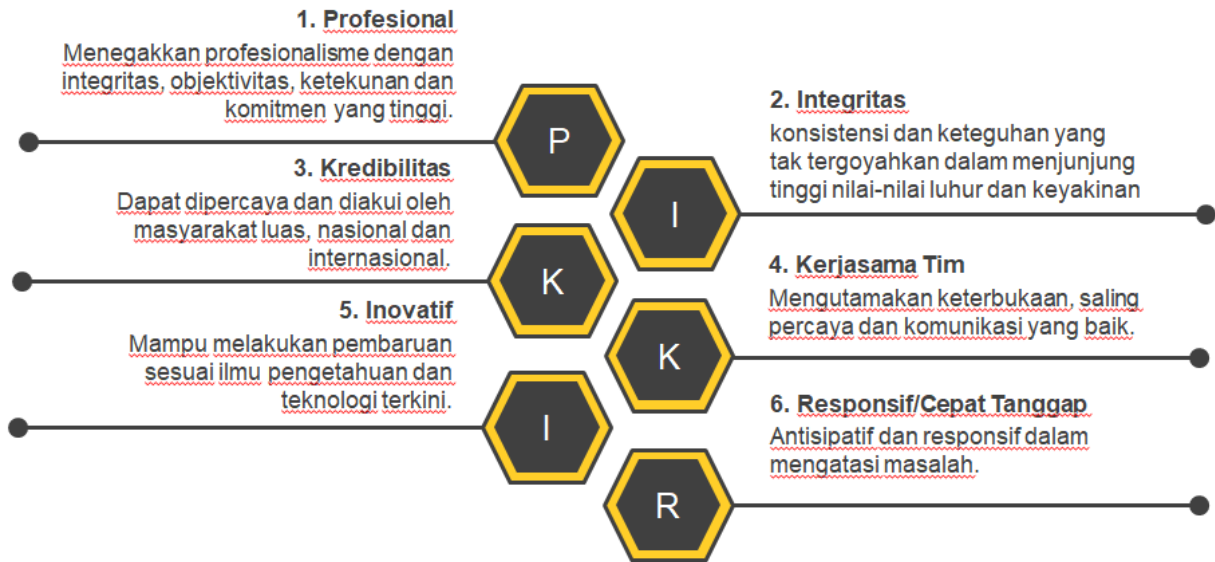 1. Profesional
Menegakkan profesionalisme dengan
integritas, objektivitas, ketekunan dan
komitmen yang tinggi.
P
2. Integritas
konsistensi dan keteguhan yang
tak tergoyahkan dalam menjunjung
tinggi nilai-nilai luhur dan keyakinan
I
3. Kredibilitas
Dapat dipercaya dan diakui oleh
masyarakat luas, nasional dan
internasional.
K
4. Kerjasama Tim
Mengutamakan keterbukaan, saling
percaya dan komunikasi yang baik.
K
5. Inovatif
Mampu melakukan pembaruan
sesuai ilmu pengetahuan dan
teknologi terkini.
I
6. Responsif/Cepat Tanggap
Antisipatif dan responsif dalam
mengatasi masalah.
R